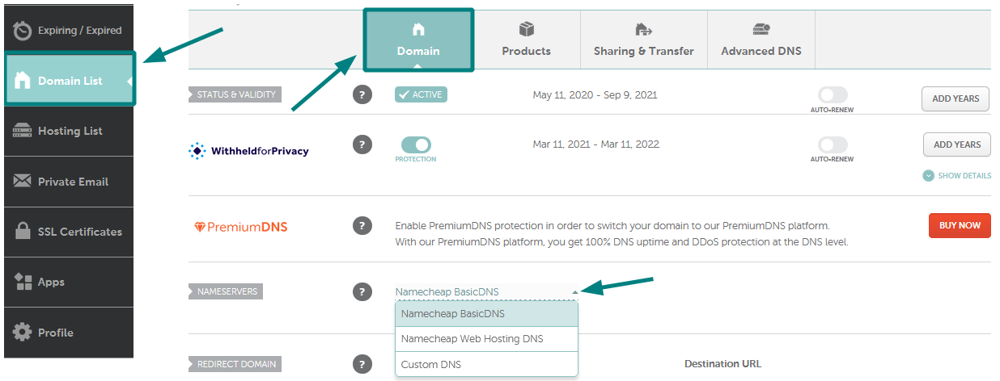 Expiring / Expired
Domain List
Hosting List
Private Email
SSL Certificates
Apps
Profile
Domain
Products
Sharing & Transfer
Advanced DNS
STATUS & VALIDITY
?
ACTIVE
May 11, 2020 - Sep 9, 2021
AUTO-RENEW
ADD YEARS
WithheldforPrivacy
?
PROTECTION
Mar 11, 2021 - Mar 11, 2022
AUTO-RENEW
ADD YEARS
SHOW DETAILS
PremiumDNS
?
Enable PremiumDNS protection in order to switch your domain to our PremiumDNS platform.
With our PremiumDNS platform, you get 100% DNS uptime and DDoS protection at the DNS level.
BUY NOW
NAMESERVERS
?
Namecheap BasicDNS
Namecheap BasicDNS
Namecheap Web Hosting DNS
Custom DNS
REDIRECT DOMAIN
?
Destination URL